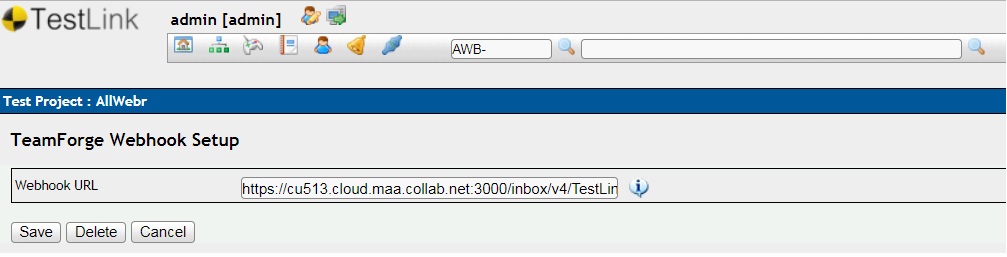 TestLink
admin [admin]
AWB-
Test Project : AllWebr
TeamForge Webhook Setup
Webhook URL
https://cu513.cloud.maa.collab.net:3000/inbox/v4/TestLin
Save Delete Cancel